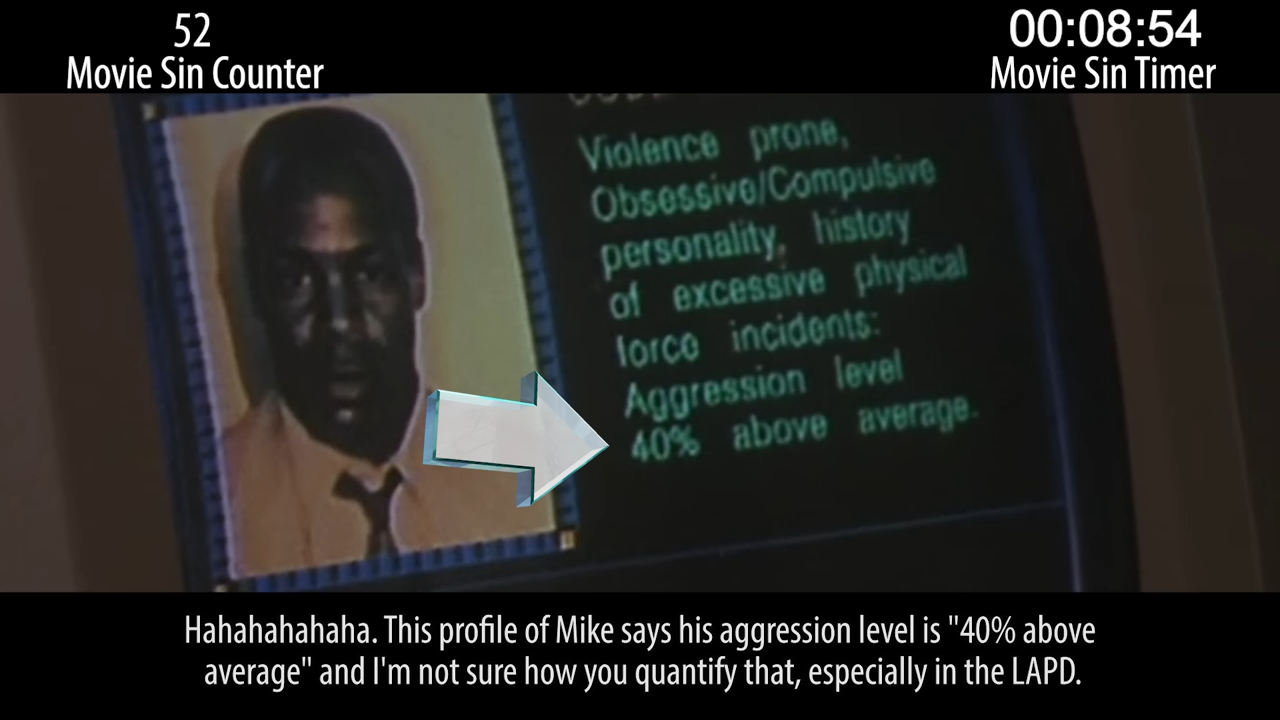 52
Movie Sin Counter
00:08:54
Movie Sin Timer
Violence prone,
Obsessive/Compulsive
personality, history
of excessive physical
force incidents:
Aggression level
40% above average.
Hahahahahaha. This profile of Mike says his aggression level is "40% above
average" and I'm not sure how you quantify that, especially in the LAPD.